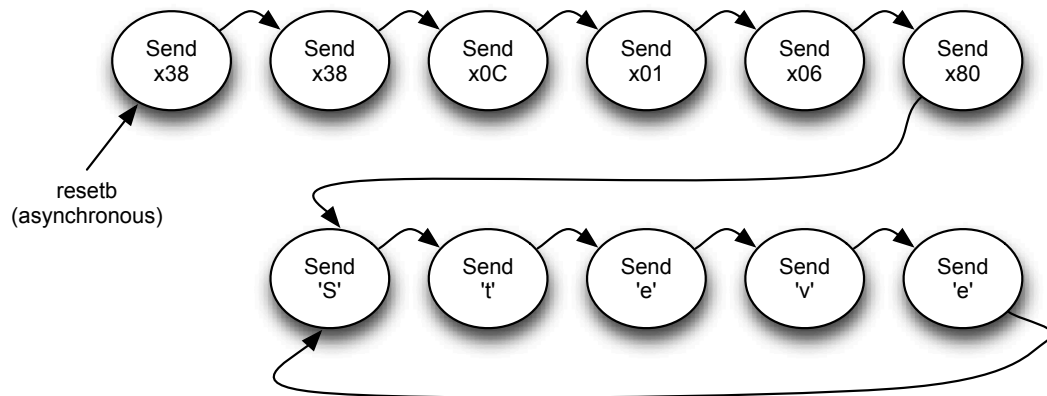 Send
x38
Send
x38
Send
x0C
Send
x01
Send
x06
Send
x80
resetb
(asynchronous)
Send
'S'
Send
't'
Send
'e'
Send
'v'
Send
'e'